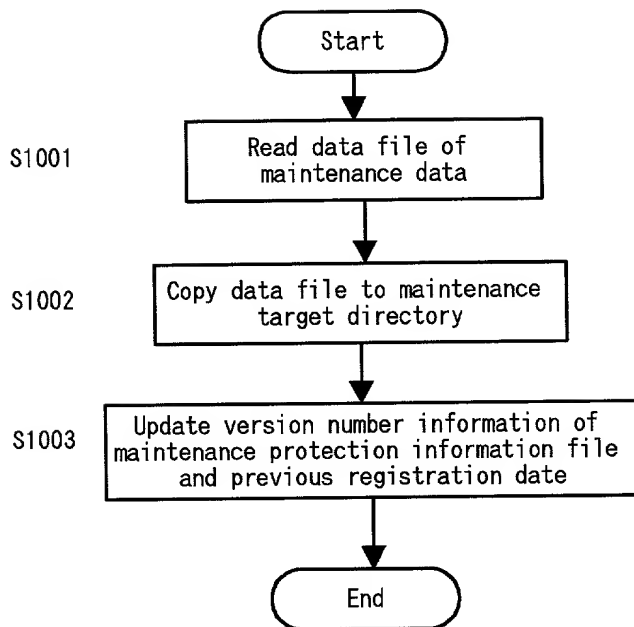 Start
S1001
Read data file of
maintenance data
S1002
Copy data file to maintenance
target directory
S1003
Update version number information of
maintenance protection information file
and previous registration date
End